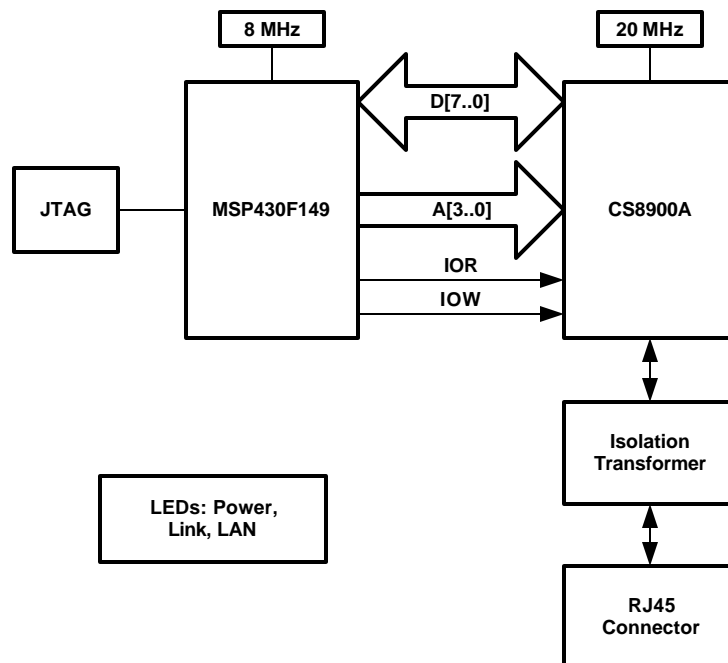 8 MHz
20 MHz
D[7..0]
JTAG
MSP430F149
A[3..0]
CS8900A
IOR
IOW
Isolation
Transformer
LEDs: Power,
Link, LAN
RJ45
Connector